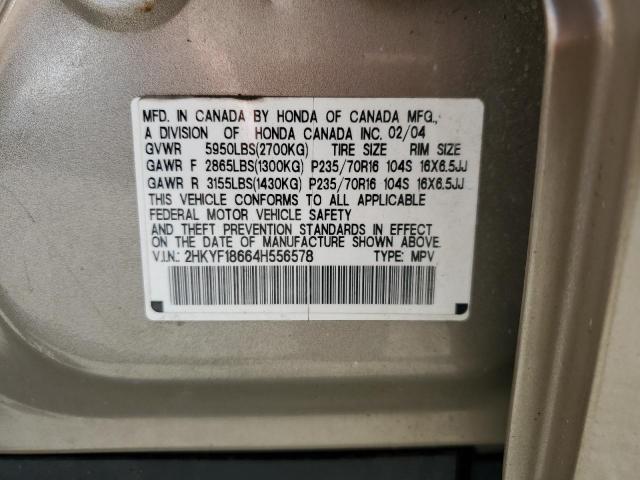 MFD. IN CANADA BY HONDA OF CANADA MFG.,
A DIVISION OF HONDA CANADA INC. 02/04
GVWR 5950LBS(2700KG) TIRE SIZE RIM SIZE
GAWR F 2865LBS(1300KG) P235/70R16 104S 16X6.5JJ
GAWR R 3155LBS(1430KG) P235/70R16 104S 16X6.5JJ
THIS VEHICLE CONFORMS TO ALL APPLICABLE
FEDERAL MOTOR VEHICLE SAFETY
AND THEFT PREVENTION STANDARDS IN EFFECT
ON THE DATE OF MANUFACTURE SHOWN ABOVE.
V.I.N.: 2HKYF18664H556578 TYPE: MPV